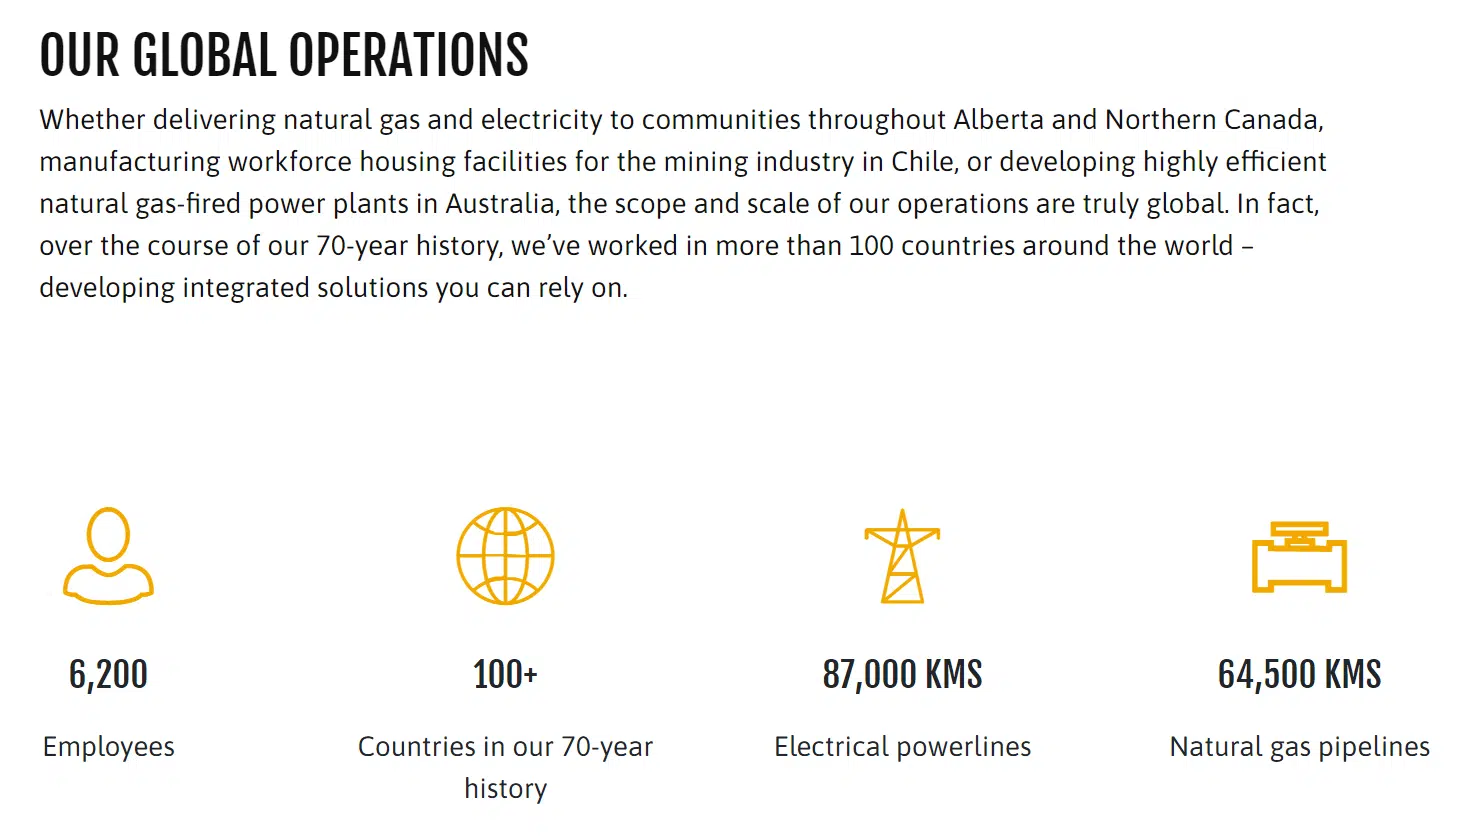 OUR GLOBAL OPERATIONS
Whether delivering natural gas and electricity to communities throughout Alberta and Northern Canada,
manufacturing workforce housing facilities for the mining industry in Chile, or developing highly efficient
natural gas-fired power plants in Australia, the scope and scale of our operations are truly global. In fact,
over the course of our 70-year history, we’ve worked in more than 100 countries around the world –
developing integrated solutions you can rely on.
6,200
Employees
100+
Countries in our 70-year
history
87,000 KMS
Electrical powerlines
64,500 KMS
Natural gas pipelines